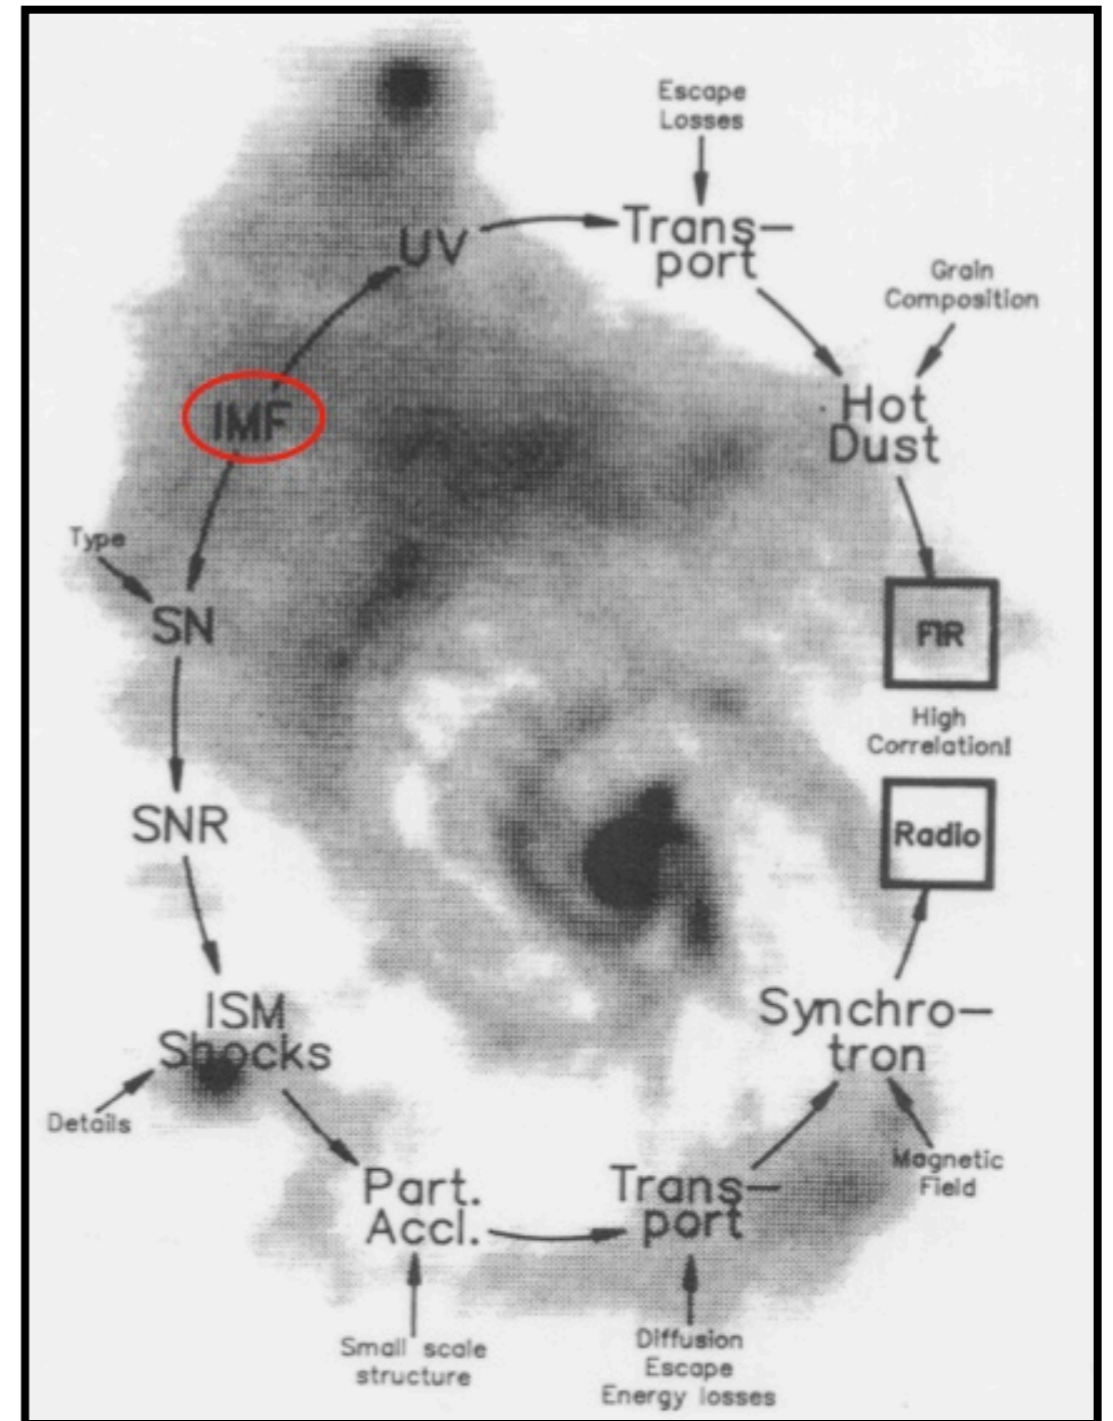 Escape
Losses
UV
Trans-
port
Grain
Composition
IMF
Hot
Dust
Type
SN
FIR
High
Correlation!
SNR
Radio
ISM
Shocks
Synchro-
tron
Details
Magnetic
Field
Part.
Accl.
Trans-
port
Small scale
structure
Diffusion
Escape
Energy losses